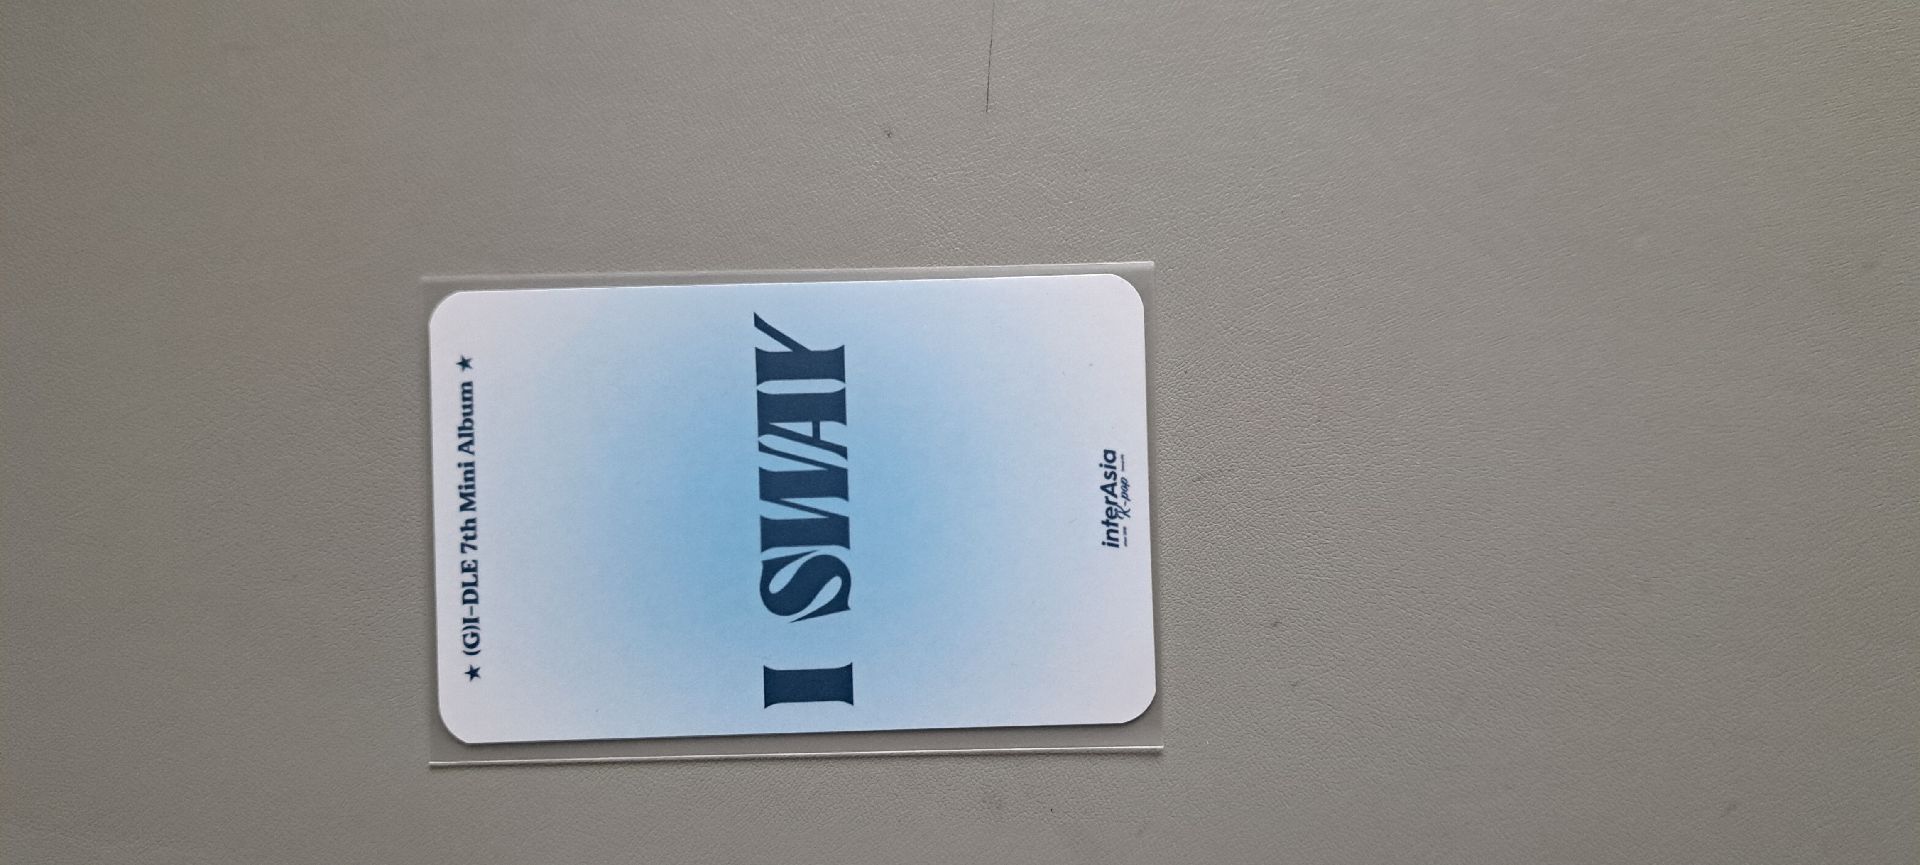 ★ (G)I-DLE 7th Mini Album ★
I SWAY
interAsia
K-pop